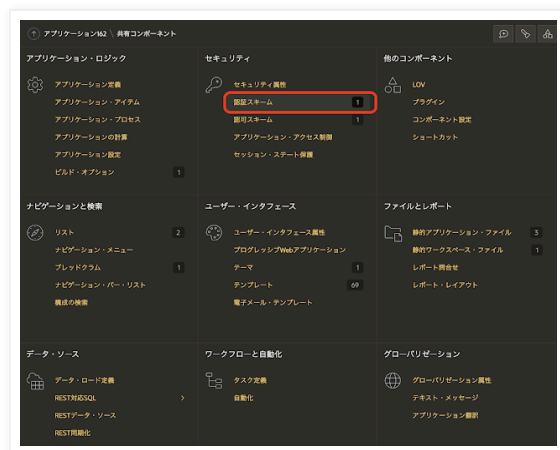 アプリケーション162 \ 共有コンポーネント
アプリケーション・ロジック
アプリケーション定義
アプリケーション・アイテム
アプリケーション・プロセス
アプリケーションの計算
アプリケーション設定
ビルド・オプション 1
セキュリティ
セキュリティ属性
認証スキーム 1
認可スキーム 1
アプリケーション・アクセス制御
セッション・ステート保護
他のコンポーネント
LOV
プラグイン
コンポーネント設定
ショートカット
ナビゲーションと検索
リスト 2
ナビゲーション・メニュー
ブレッドクラム 1
ナビゲーション・バー・リスト
構成の検索
ユーザー・インタフェース
ユーザー・インタフェース属性
プログレッシブWebアプリケーション
テーマ 1
テンプレート 69
電子メール・テンプレート
ファイルとレポート
静的アプリケーション・ファイル 3
静的ワークスペース・ファイル 1
レポート問合せ
レポート・レイアウト
データ・ソース
データ・ロード定義
REST対応SQL
RESTデータ・ソース
REST同期化
ワークフローと自動化
タスク定義
自動化
グローバリゼーション
グローバリゼーション属性
テキスト・メッセージ
アプリケーション翻訳